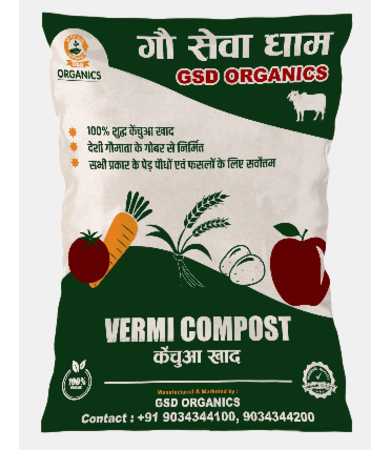 ORGANICS
गौ सेवा धाम
GSD ORGANICS
100% शुद्ध केंचुआ खाद
देशी गौमाता के गोबर से निर्मित
सभी प्रकार के पेड़ पौधों एवं फसलों के लिए सर्वोत्तम
VERMI COMPOST
केंचुआ खाद
100%
Manufactured & Marketed by :
GSD ORGANICS
Contact : +91 9034344100, 9034344200